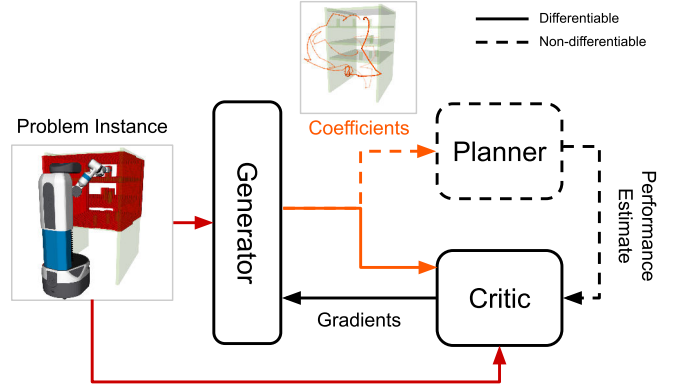 Differentiable
Non-differentiable
Problem Instance
Coefficients
Planner
Generator
Performance
Estimate
Critic
Gradients